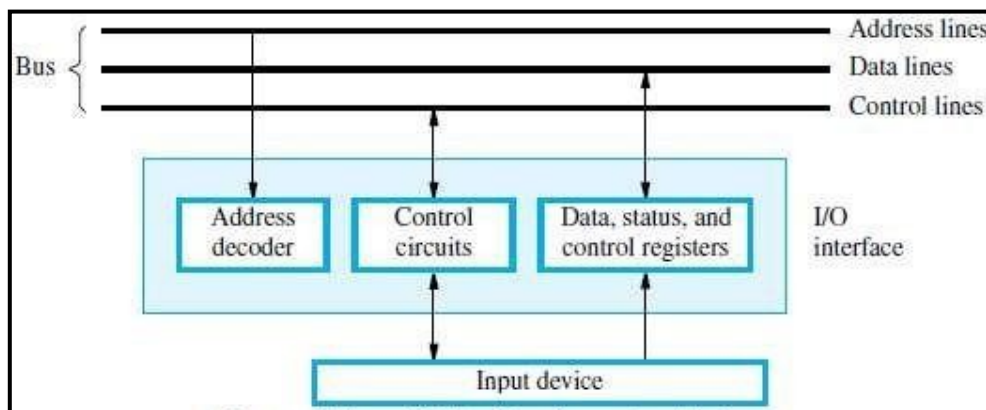 Address lines
Bus
Data lines
Control lines
Address
decoder
Control
circuits
Data, status, and
control registers
I/O
interface
Input device